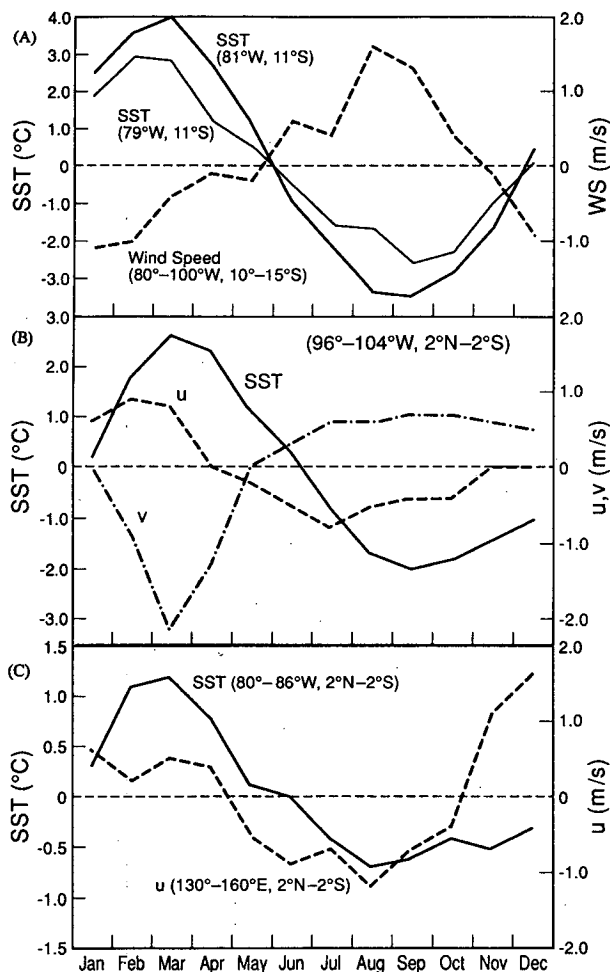 (A)
4.0
3.0
2.0
1.0
0
-1.0
-2.0
-3.0
SST (°C)
SST
(81°W, 11°S)
SST
(79°W, 11°S)
Wind Speed
(80°–100°W, 10°–15°S)
2.0
1.0
0
-1.0
WS (m/s)
(B)
3.0
2.0
1.0
0
-1.0
-2.0
-3.0
SST (°C)
(96°–104°W, 2°N–2°S)
SST
u
v
2.0
1.0
0
-1.0
-2.0
u,v (m/s)
(C)
1.5
1.0
0.5
0
-0.5
-1.0
-1.5
SST (°C)
SST (80°–86°W, 2°N–2°S)
u (130°–160°E, 2°N–2°S)
2.0
1.0
0
-1.0
-2.0
u (m/s)
Jan Feb Mar Apr May Jun Jul Aug Sep Oct Nov Dec